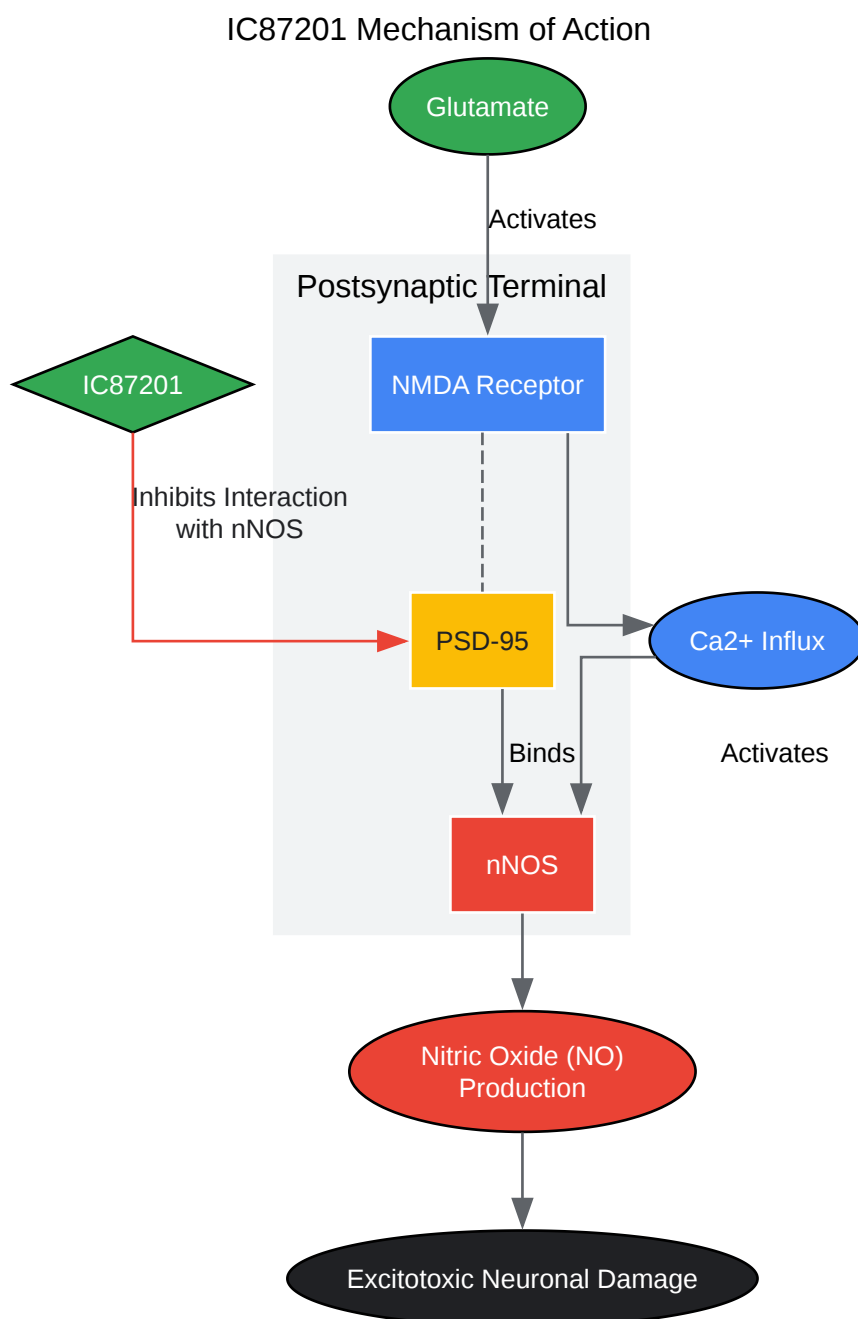 IC87201 Mechanism of Action
Glutamate
Activates
Postsynaptic Terminal
IC87201
NMDA Receptor
Inhibits Interaction
with nNOS
PSD-95
Ca2+ Influx
Binds
Activates
nNOS
Nitric Oxide (NO)
Production
Excitotoxic Neuronal Damage